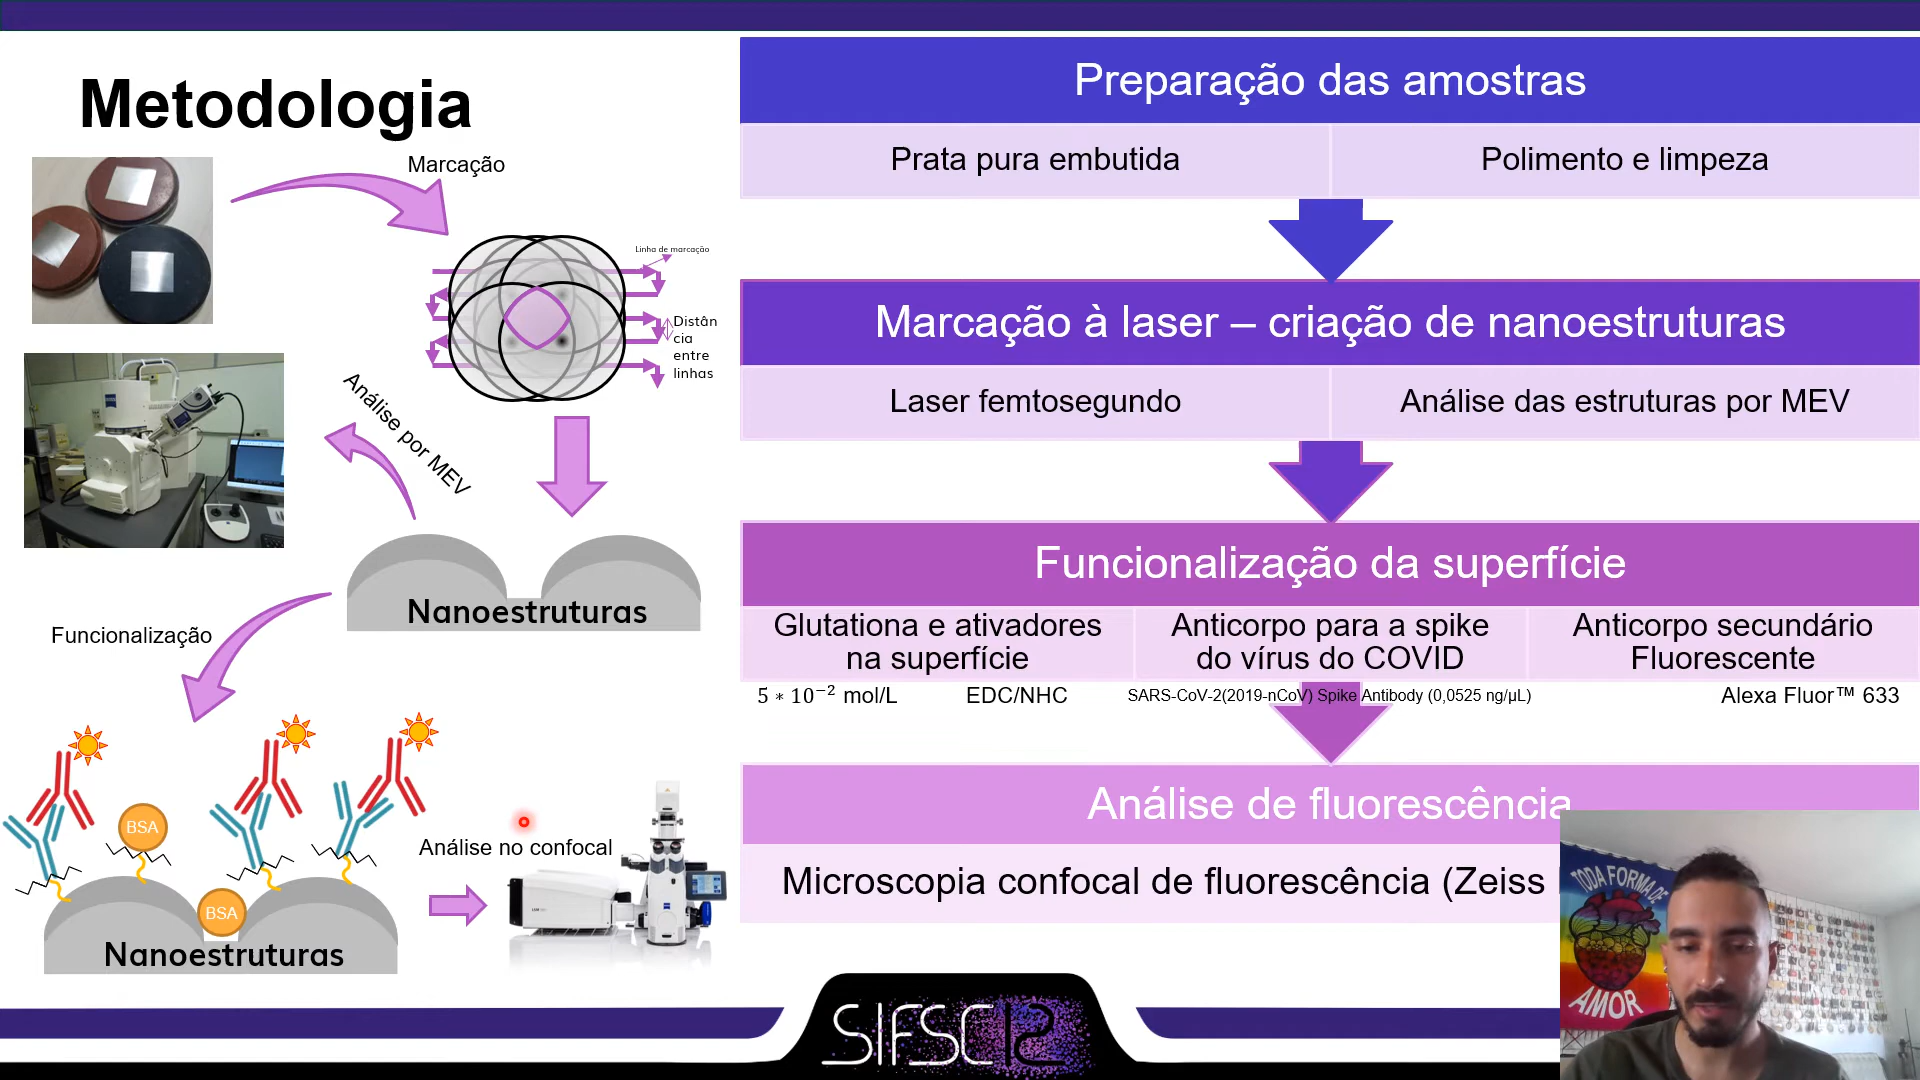 Metodologia
Marcação
Linha de marcação
Distân
cia
entre
linhas
Análise por MEV
Nanoestruturas
Funcionalização
BSA
BSA
Nanoestruturas
Análise no confocal
Preparação das amostras
Prata pura embutida
Polimento e limpeza
Marcação à laser – criação de nanoestruturas
Laser femtosegundo
Análise das estruturas por MEV
Funcionalização da superfície
Glutationa e ativadores
na superfície
Anticorpo para a spike
do vírus do COVID
Anticorpo secundário
Fluorescente
5 * 10⁻² mol/L
EDC/NHC
SARS-CoV-2(2019-nCoV) Spike Antibody (0,0525 ng/µL)
Alexa Fluor™ 633
Análise de fluorescência
Microscopia confocal de fluorescência (Zeiss
TODA FORMA DE
AMOR
SIFSC12